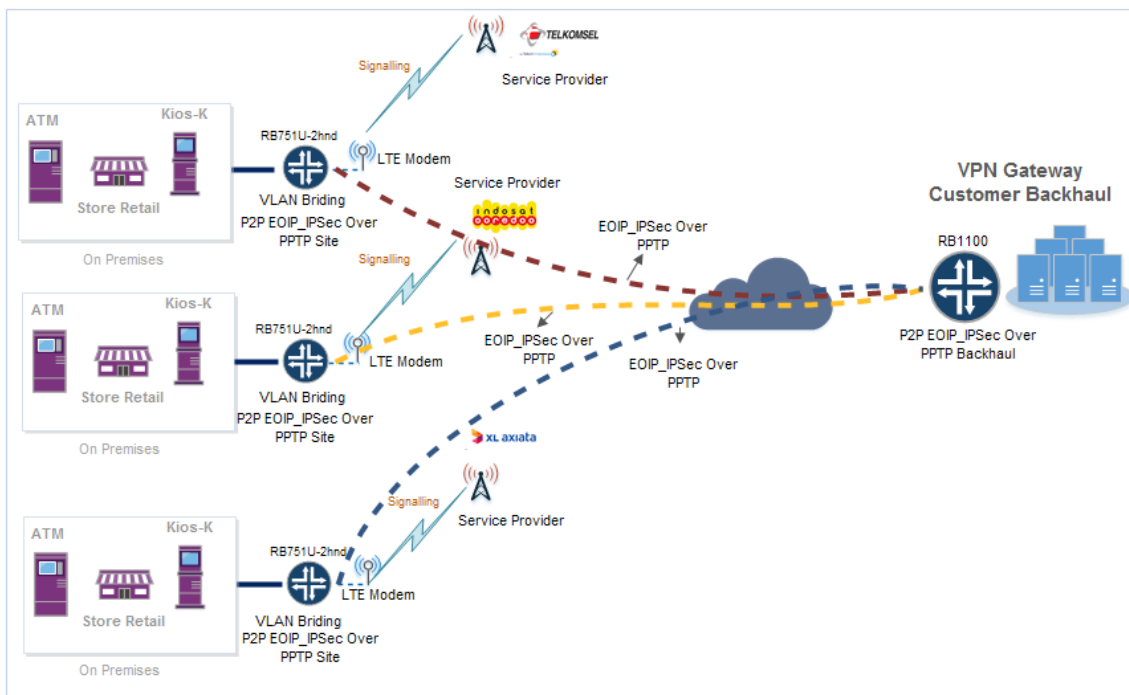 TELKOMSEL
Signalling
Service Provider
ATM
Kios-K
RB751U-2hnd
LTE Modem
Store Retail
VLAN Briding
P2P EOIP_IPSec Over
PPTP Site
On Premises
Service Provider
indosat
ooredoo
Signalling
EOIP_IPSec Over
PPTP
VPN Gateway
Customer Backhaul
RB1100
P2P EOIP_IPSec Over
PPTP Backhaul
ATM
Kios-K
RB751U-2hnd
LTE Modem
Store Retail
VLAN Briding
P2P EOIP_IPSec Over
PPTP Site
On Premises
EOIP_IPSec Over
PPTP
EOIP_IPSec Over
PPTP
XL axiata
Signalling
Service Provider
ATM
Kios-K
RB751U-2hnd
LTE Modem
Store Retail
VLAN Briding
P2P EOIP_IPSec Over
PPTP Site
On Premises